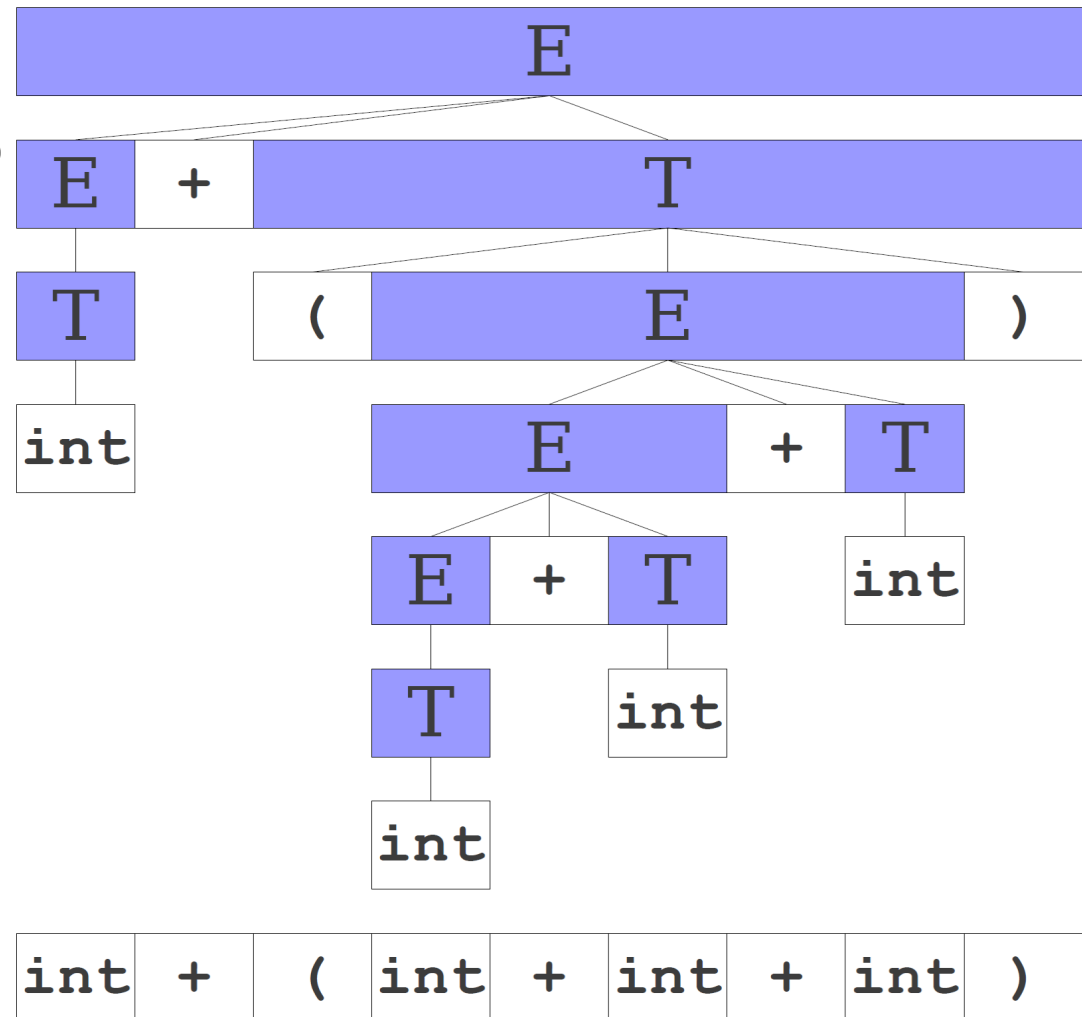 E
E + T
T ( E )
int E + T
E + T int
T int
int
int + ( int + int + int )